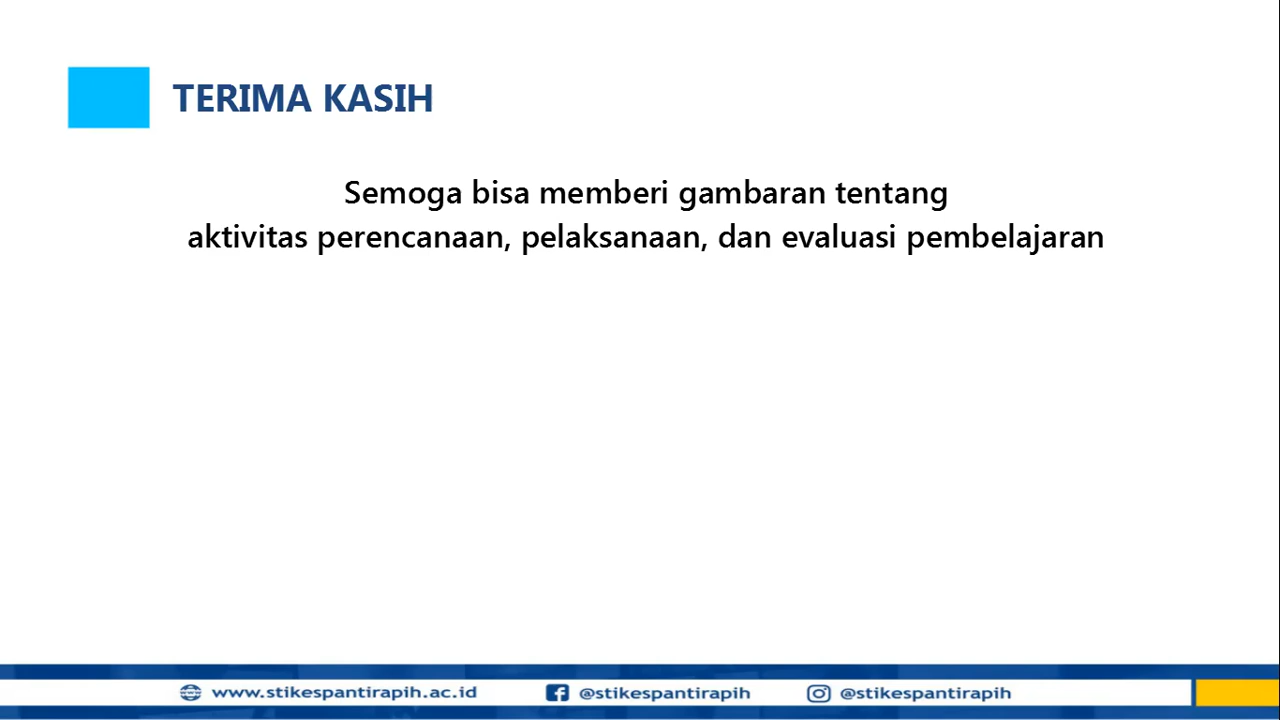 TERIMA KASIH
Semoga bisa memberi gambaran tentang
aktivitas perencanaan, pelaksanaan, dan evaluasi pembelajaran
www.stikespantirapih.ac.id @stikespantirapih @stikespantirapih